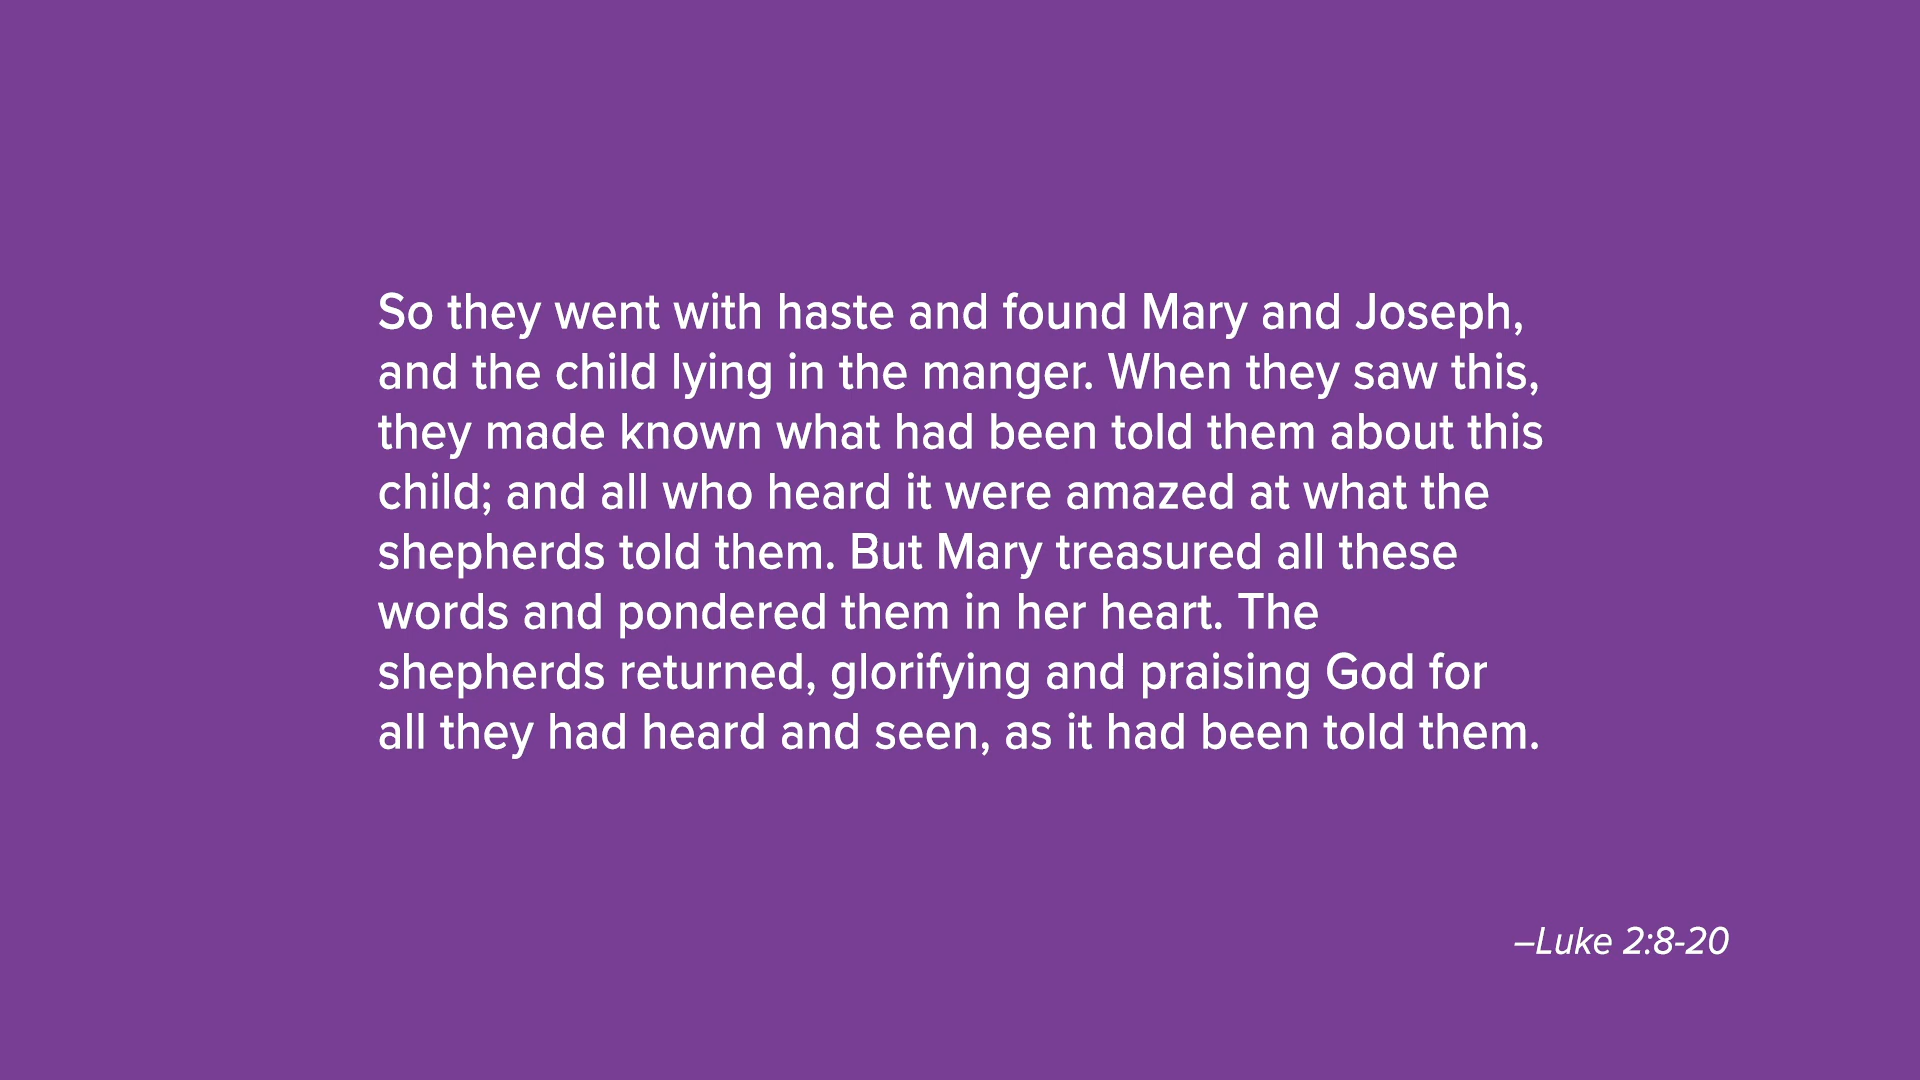 So they went with haste and found Mary and Joseph,
and the child lying in the manger. When they saw this,
they made known what had been told them about this
child; and all who heard it were amazed at what the
shepherds told them. But Mary treasured all these
words and pondered them in her heart. The
shepherds returned, glorifying and praising God for
all they had heard and seen, as it had been told them.
–Luke 2:8-20